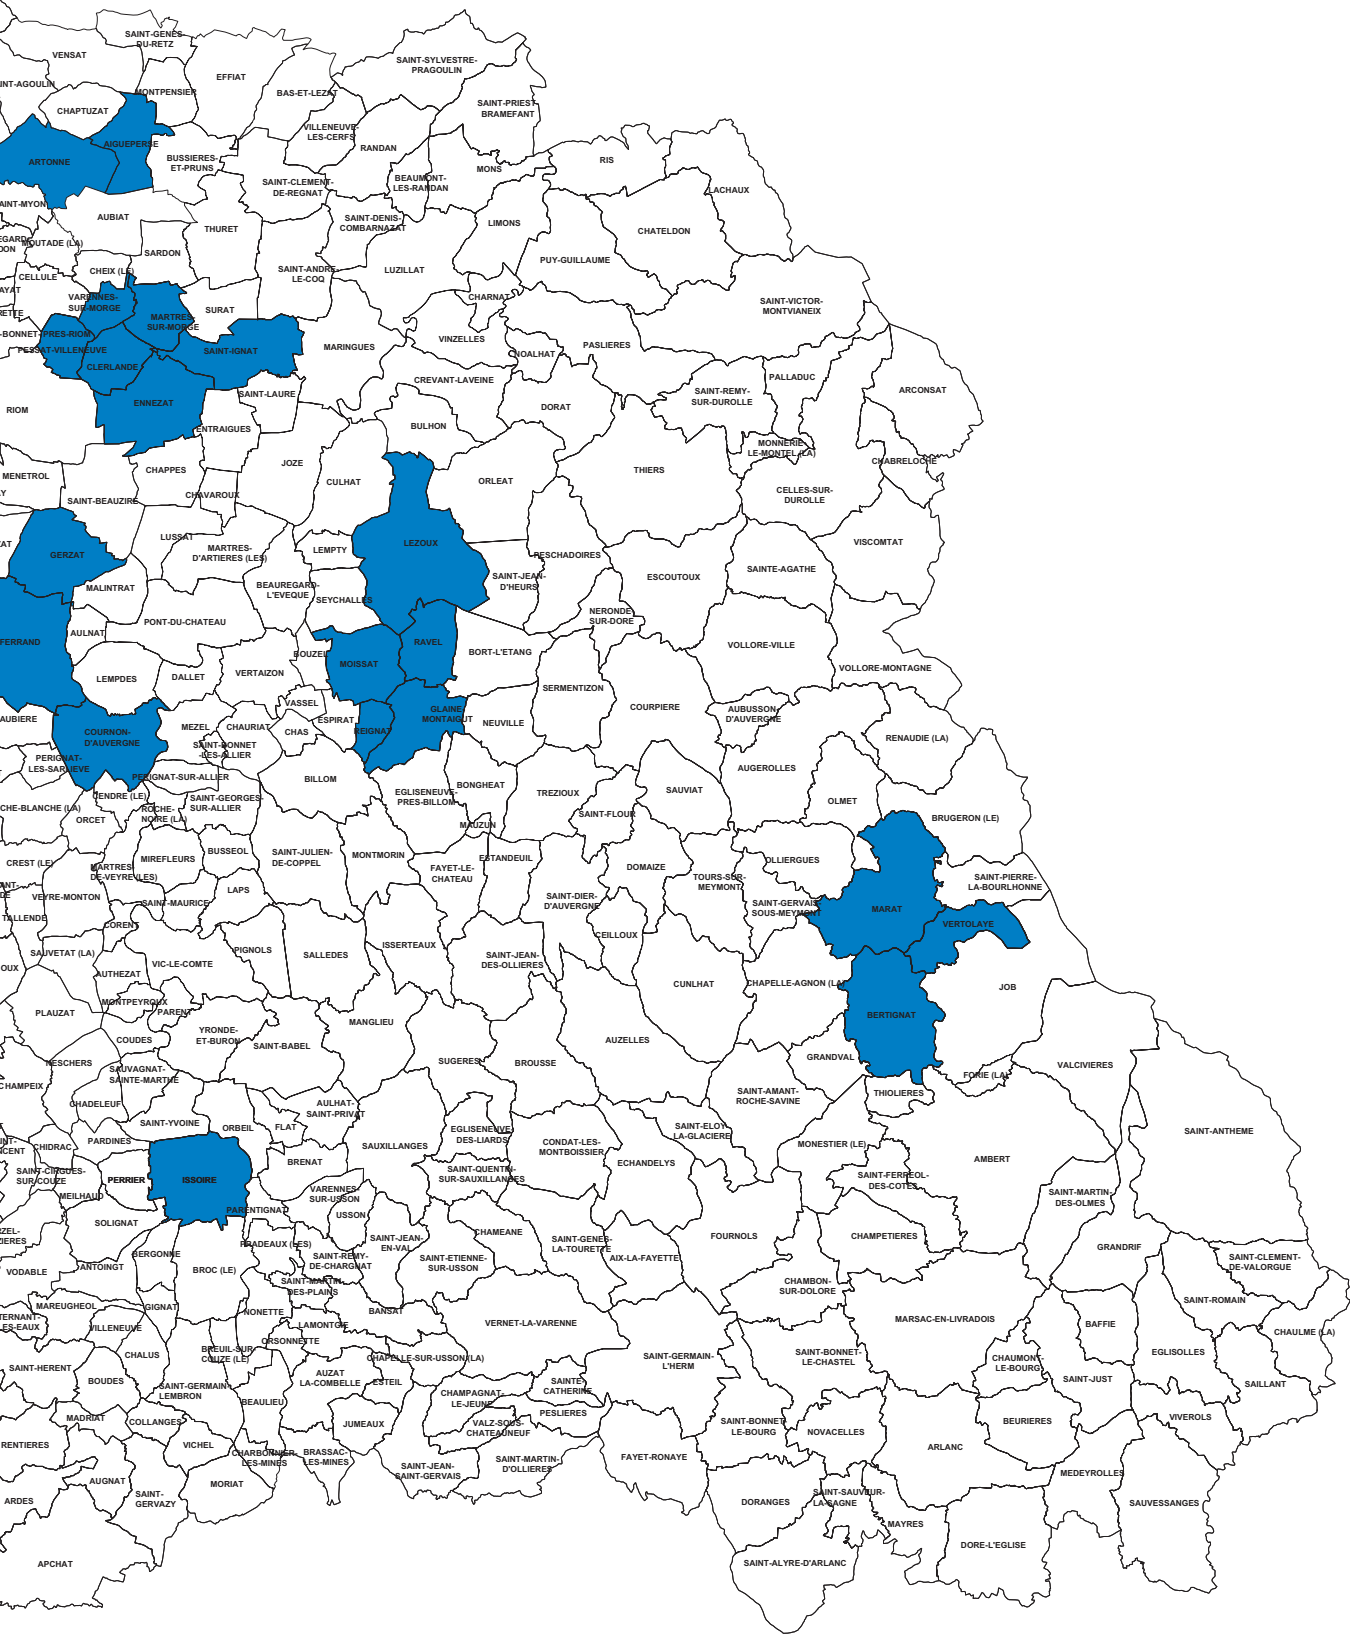 SAINT-GENES-
DU-RETZ
VENSAT
SAINT-SYLVESTRE-
PRAGOULIN
EFFIAT
INT-AGOULIN
MONTPENSIER
BAS-ET-LEZAT
CHAPTUZAT
SAINT-PRIEST
BRAMEFANT
VILLENEUVE-
LES-CERFS
AIGUEPERSE
RANDAN
ARTONNE
BUSSIERES-
ET-PRUNS
RIS
MONS
BEAUMONT-
LES-RANDAN
SAINT-CLEMENT-
DE-REGNAT
LACHAUX
AINT-MYON
AUBIAT
SAINT-DENIS-
COMBARNAZAT
LIMONS
THURET
CHATELDON
MOUTADE (LA)
SARDON
PUY-GUILLAUME
CHEIX (LE)
SAINT-ANDRE-
LE-COQ
LUZILLAT
CELLULE
VARENNES-
SUR-MORGE
CHARNAT
SAINT-VICTOR-
MONTVIANEIX
SURAT
MARTRES-
SUR-MORGE
-BONNET-PRES-RIOM
VINZELLES
PESSAT-VILLENEUVE
SAINT-IGNAT
MARINGUES
PASLIERES
NOALHAT
CLERLANDE
CREVANT-LAVEINE
PALLADUC
SAINT-LAURE
SAINT-REMY-
SUR-DUROLLE
ARCONSAT
ENNEZAT
RIOM
DORAT
ENTRAIGUES
BULHON
MONNERIE-
LE-MONTEL (LA)
JOZE
CHABRELOCHE
MENETROL
CHAPPES
THIERS
CULHAT
ORLEAT
CHAVAROUX
CELLES-SUR-
DUROLLE
SAINT-BEAUZIRE
LUSSAT
VISCOMTAT
MARTRES-
D'ARTIERES (LES)
LEMPTY
LEZOUX
GERZAT
PESCHADOIRES
SAINTE-AGATHE
SAINT-JEAN-
D'HEURS
ESCOUTOUX
MALINTRAT
BEAUREGARD-
L'EVEQUE
SEYCHALLES
NERONDE-
SUR-DORE
PONT-DU-CHATEAU
AULNAT
FERRAND
RAVEL
VOLLORE-VILLE
BOUZEL
BORT-L'ETANG
MOISSAT
VOLLORE-MONTAGNE
LEMPDES
DALLET
VERTAIZON
SERMENTIZON
VASSEL
COURPIERE
AUBUSSON-
D'AUVERGNE
GLAINE-
MONTAIGUT
AUBIERE
ESPIRAT
NEUVILLE
MEZEL
CHAURIAT
CHAS
REIGNAT
COURNON-
D'AUVERGNE
RENAUDIE (LA)
SAINT-BONNET
-LES-ALLIER
PERIGNAT-
LES-SARLIEVE
AUGEROLLES
PERIGNAT-SUR-ALLIER
BILLOM
BONGHEAT
TREZIOUX
SAUVIAT
EGLISENEUVE-
PRES-BILLOM
CENDRE (LE)
SAINT-GEORGES-
SUR-ALLIER
OLMET
CHE-BLANCHE (LA)
ROCHE-
NOIRE (LA)
ORCET
SAINT-FLOUR
BRUGERON (LE)
MAUZUN
BUSSEOL
SAINT-JULIEN-
DE-COPPEL
MONTMORIN
MIREFLEURS
ESTANDEUIL
OLLIERGUES
CREST (LE)
MARTRES-
DE-VEYRE (LES)
FAYET-LE-
CHATEAU
DOMAIZE
TOURS-SUR-
MEYMONT
SAINT-PIERRE-
LA-BOURLHONNE
LAPS
VEYRE-MONTON
SAINT-MAURICE
SAINT-DIER-
D'AUVERGNE
SAINT-GERVAIS-
SOUS-MEYMONT
MARAT
TALLENDE
CORENT
VERTOLAYE
CEILLOUX
ISSERTEAUX
SAUVETAT (LA)
PIGNOLS
SALLEDES
SAINT-JEAN-
DES-OLLIERES
VIC-LE-COMTE
AUTHEZAT
CUNLHAT
CHAPELLE-AGNON (LA)
JOB
MONTPEYROUX
PLAUZAT
PARENT
MANGLIEU
BERTIGNAT
YRONDE-
ET-BURON
COUDES
SAINT-BABEL
AUZELLES
GRANDVAL
NESCHERS
SUGERES
BROUSSE
VALCIVIERES
SAUVAGNAT-
SAINTE-MARTHE
FORIE (LA)
CHAMPEIX
SAINT-AMANT-
ROCHE-SAVINE
THIOLIERES
CHADELEUF
AULHAT-
SAINT-PRIVAT
SAINT-YVOINE
ORBEIL
FLAT
EGLISENEUVE-
DES-LIARDS
SAINT-ELOY-
LA-GLACIERE
SAINT-ANTHEME
PARDINES
CHIDRAC
SAUXILLANGES
CONDAT-LES-
MONTBOISSIER
MONESTIER (LE)
BRENAT
ECHANDELYS
AMBERT
SAINT-CIRGUES-
SUR-COUZE
PERRIER
ISSOIRE
SAINT-QUENTIN-
SUR-SAUXILLANGES
SAINT-FERREOL-
DES-COTES
MEILHAUD
VARENNES-
SUR-USSON
SAINT-MARTIN-
DES-OLMES
PARENTIGNAT
USSON
SOLIGNAT
CHAMEANE
FOURNOLS
CHAMPETIERES
PRADEAUX (LES)
SAINT-JEAN-
EN-VAL
SAINT-GENES-
LA-TOURETTE
GRANDRIF
BERGONNE
SAINT-REMY-
DE-CHARGNAT
SAINT-ETIENNE-
SUR-USSON
AIX-LA-FAYETTE
SAINT-CLEMENT-
DE-VALORGUE
ANTOINGT
VODABLE
BROC (LE)
SAINT-MARTIN-
DES-PLAINS
CHAMBON-
SUR-DOLORE
SAINT-ROMAIN
MAREUGHEOL
GIGNAT
NONETTE
BANSAT
TERNANT-
LES-EAUX
VILLENEUVE
LAMONTGIE
VERNET-LA-VARENNE
MARSAC-EN-LIVRADOIS
BAFFIE
CHAULME (LA)
ORSONNETTE
BREUIL-SUR-
COUZE (LE)
CHALUS
CHAPELLE-SUR-USSON (LA)
SAINT-GERMAIN-
L'HERM
SAINT-BONNET-
LE-CHASTEL
CHAUMONT-
LE-BOURG
EGLISOLLES
SAINT-HERENT
AUZAT
LA-COMBELLE
SAINT-JUST
BOUDES
ESTEIL
SAINTE-
CATHERINE
SAILLANT
SAINT-GERMAIN-
LEMBRON
CHAMPAGNAT-
LE-JEUNE
BEAULIEU
PESLIERES
MADRIAT
COLLANGES
JUMEAUX
VALZ-SOUS-
CHATEAUNEUF
SAINT-BONNET-
LE-BOURG
NOVACELLES
BEURIERES
VIVEROLS
RENTIERES
VICHEL
CHARBONNIER-
LES-MINES
BRASSAC-
LES-MINES
FAYET-RONAYE
ARLANC
SAINT-JEAN-
SAINT-GERVAIS
SAINT-MARTIN-
D'OLLIERES
MEDEYROLLES
AUGNAT
MORIAT
ARDES
SAINT-
GERVAZY
DORANGES
SAINT-SAUVEUR-
LA-SAGNE
SAUVESSANGES
MAYRES
DORE-L'EGLISE
APCHAT
SAINT-ALYRE-D'ARLANC